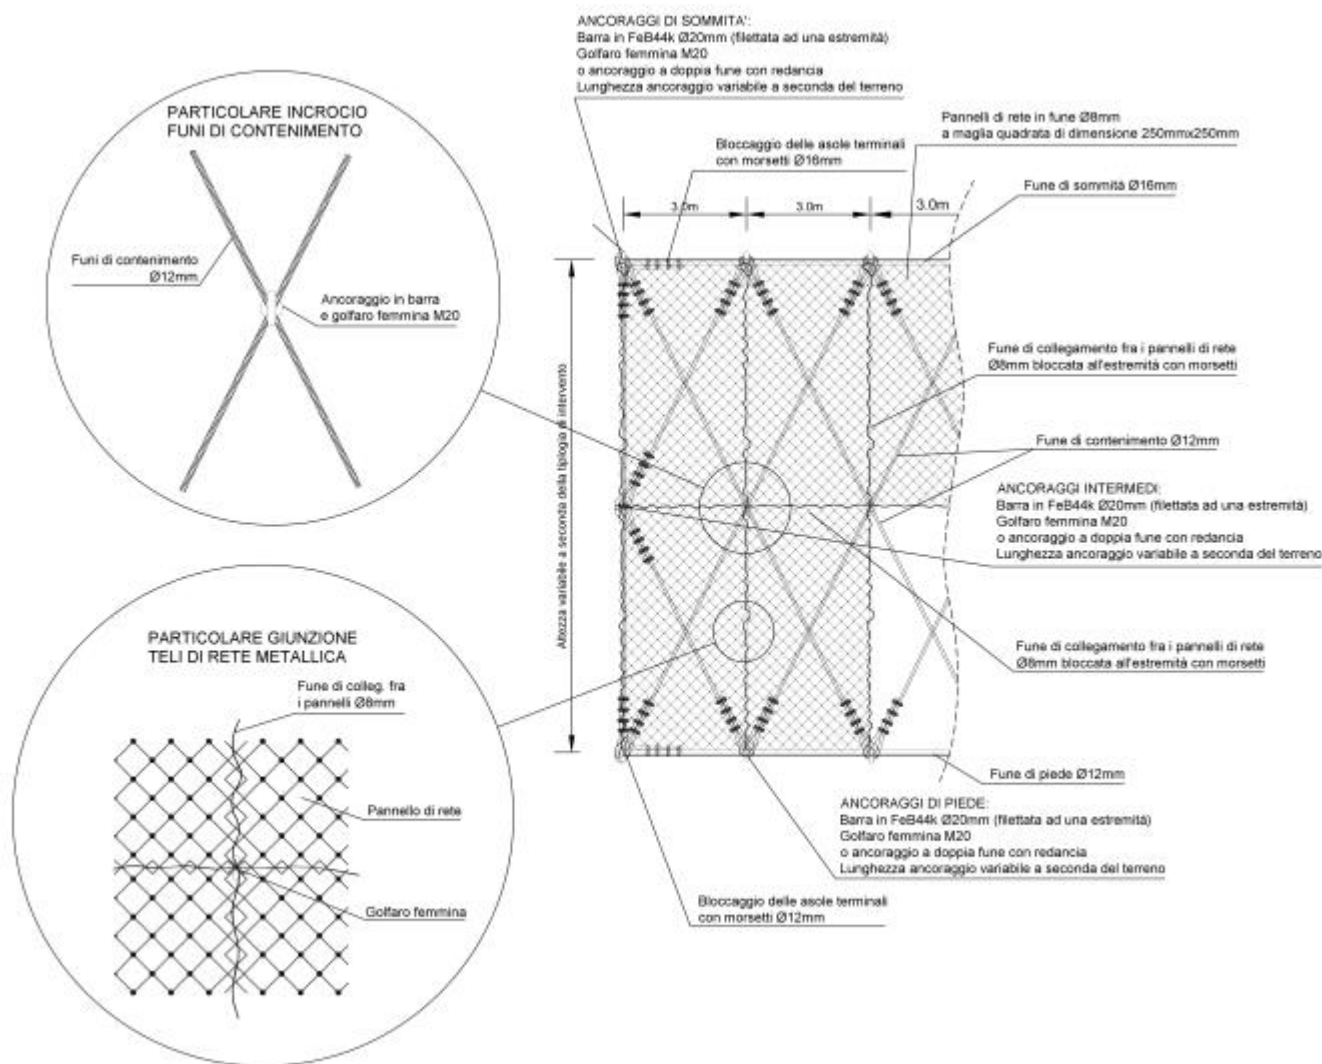 ANCORAGGI DI SOMMITA':
Barra in FeB44k Ø20mm (filettata ad una estremità)
Golfaro femmina M20
o ancoraggio a doppia fune con redancia
Lunghezza ancoraggio variabile a seconda del terreno
PARTICOLARE INCROCIO
FUNI DI CONTENIMENTO
Funi di contenimento
Ø12mm
Ancoraggio in barra
e golfaro femmina M20
Bloccaggio delle asole terminali
con morsetti Ø16mm
Pannelli di rete in fune Ø8mm
a maglia quadrata di dimensione 250mmx250mm
Fune di sommità Ø16mm
3.0m
3.0m
3.0m
Altezza variabile a seconda della tiplogia di intervento
Fune di collegamento fra i pannelli di rete
Ø8mm bloccata all'estremità con morsetti
Fune di contenimento Ø12mm
ANCORAGGI INTERMEDI:
Barra in FeB44k Ø20mm (filettata ad una estremità)
Golfaro femmina M20
o ancoraggio a doppia fune con redancia
Lunghezza ancoraggio variabile a seconda del terreno
Fune di collegamento fra i pannelli di rete
Ø8mm bloccata all'estremità con morsetti
Fune di piede Ø12mm
ANCORAGGI DI PIEDE:
Barra in FeB44k Ø20mm (filettata ad una estremità)
Golfaro femmina M20
o ancoraggio a doppia fune con redancia
Lunghezza ancoraggio variabile a seconda del terreno
Bloccaggio delle asole terminali
con morsetti Ø12mm
PARTICOLARE GIUNZIONE
TELI DI RETE METALLICA
Fune di colleg. fra
i pannelli Ø8mm
Pannello di rete
Golfaro femmina